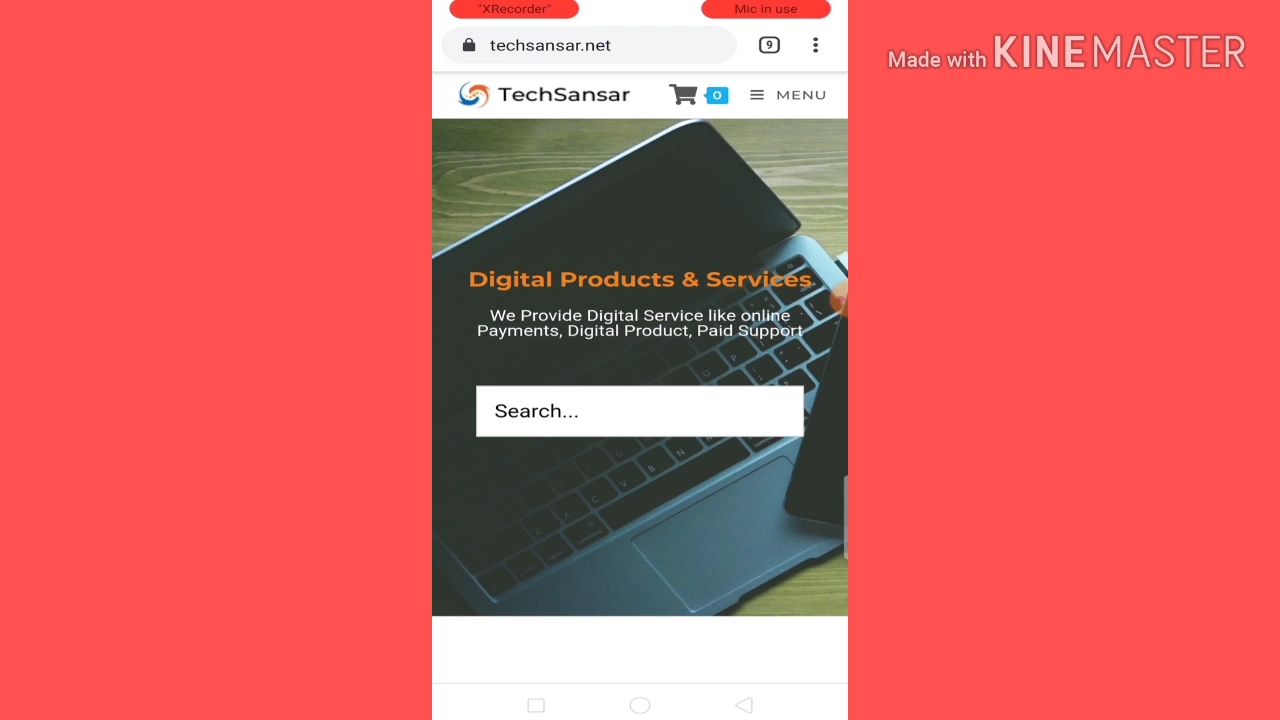 "XRecorder"
Mic in use
techsansar.net
9
Made with KINEMASTER
TechSansar
0
MENU
Digital Products & Services
We Provide Digital Service like online
Payments, Digital Product, Paid Support
Search...